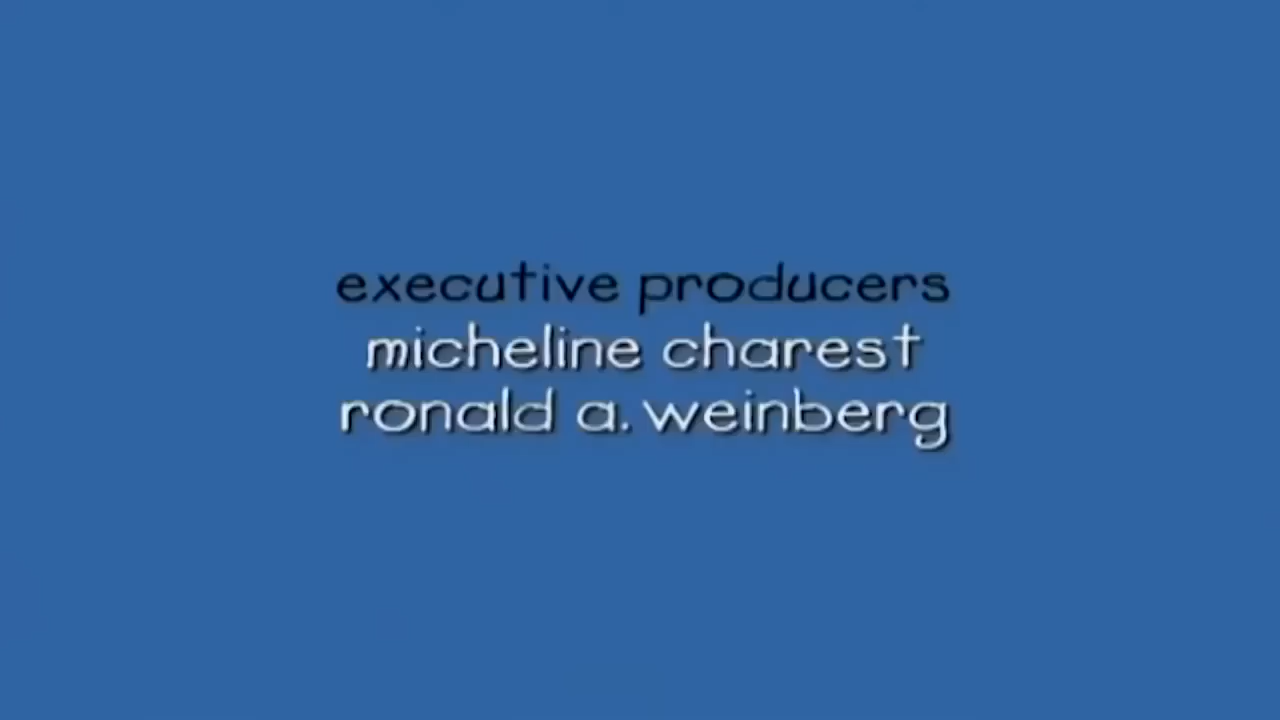 executive producers
micheline charest
ronald a. weinberg